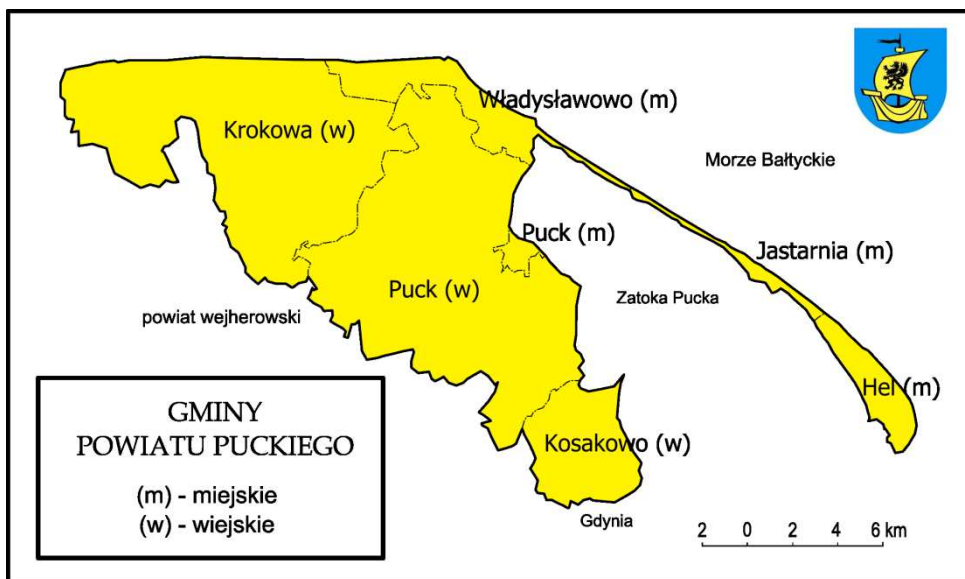 Władysławowo (m)
Krokowa (w)
Morze Bałtyckie
Puck (m)
Jastarnia (m)
Puck (w)
Zatoka Pucka
powiat wejherowski
Hel (m)
GMINY
POWIATU PUCKIEGO
(m) - miejskie
(w) - wiejskie
Kosakowo (w)
Gdynia
2 0 2 4 6 km